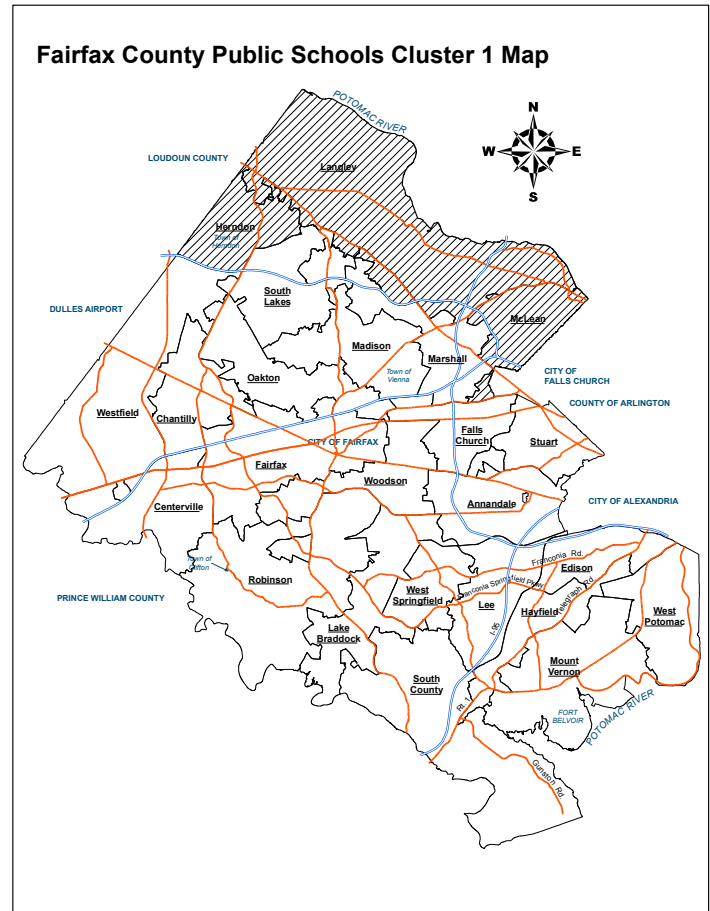 Fairfax County Public Schools Cluster 1 Map
POTOMAC RIVER
N
W
E
S
LOUDOUN COUNTY
Langley
Herndon
Town of
Herndon
South
Lakes
DULLES AIRPORT
McLean
Madison
Marshall
Town of
Vienna
CITY OF
FALLS CHURCH
Oakton
COUNTY OF ARLINGTON
Westfield
Chantilly
Falls
Church
Stuart
CITY OF FAIRFAX
Fairfax
Woodson
Annandale
CITY OF ALEXANDRIA
Centerville
Town of
Clifton
Robinson
Franconia Rd.
Edison
PRINCE WILLIAM COUNTY
West
Springfield
Franconia Springfield Pkwy
Lee
Hayfield
Telegraph Rd.
West
Potomac
Lake
Braddock
I-95
Mount
Vernon
South
County
Rt. 1
FORT
BELVOIR
POTOMAC RIVER
Gunston Rd.